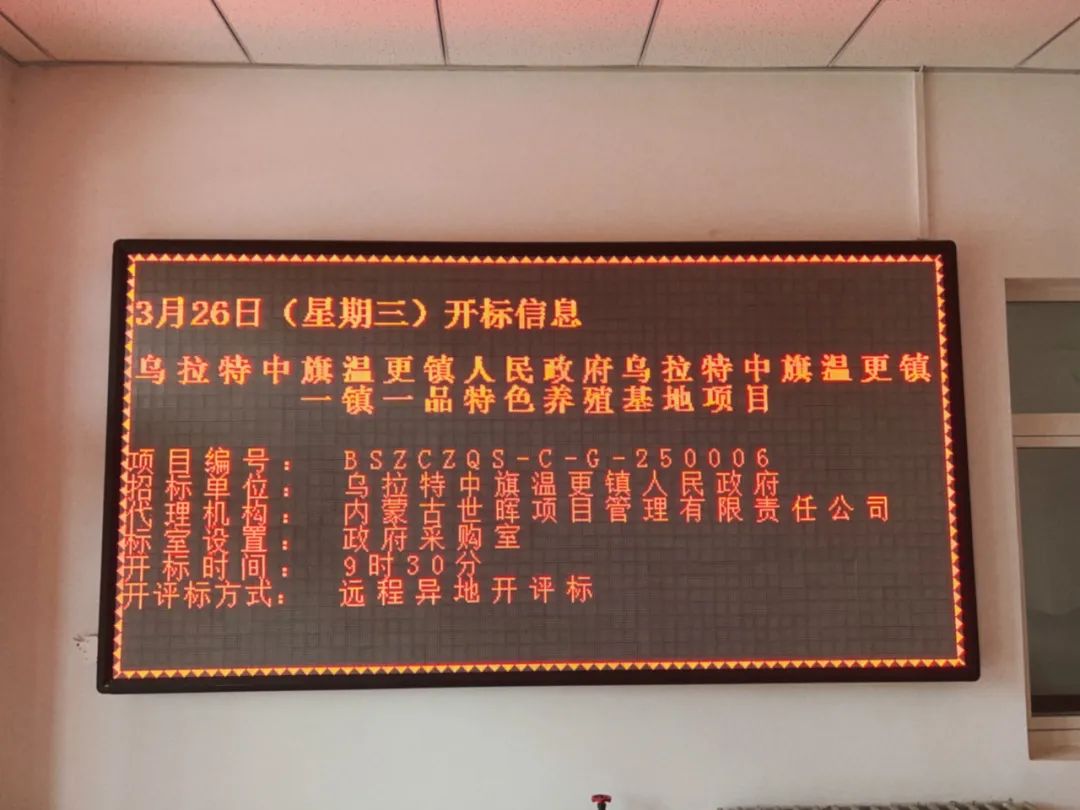 3月26日（星期三）开标信息
乌拉特中旗温更镇人民政府乌拉特中旗温更镇
一镇一品特色养殖基地项目
项目编号： BSZCZQS-C-G-250006
招标单位： 乌拉特中旗温更镇人民政府
代理机构： 内蒙古世晖项目管理有限责任公司
标室设置： 政府采购室
开标时间： 9时30分
开评标方式： 远程异地开评标